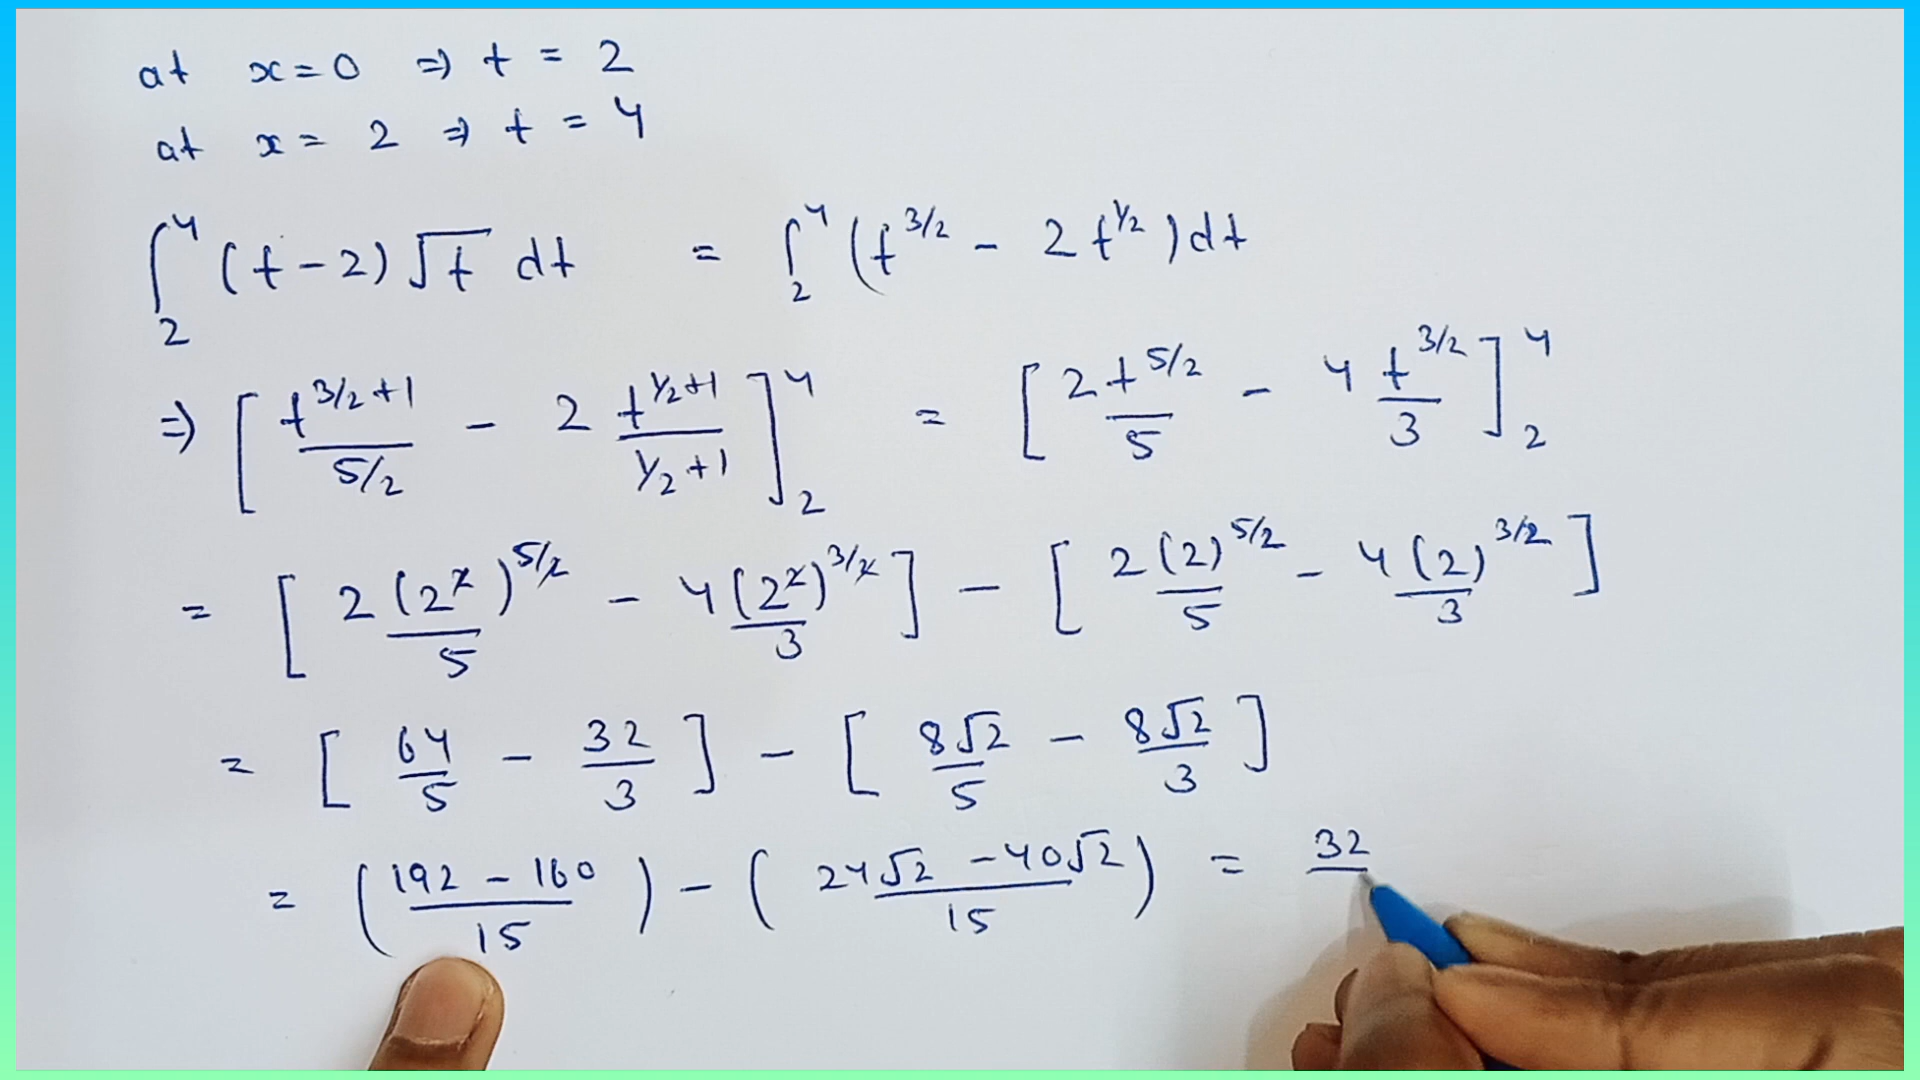 at x = 0 ⇒ t = 2
at x = 2 ⇒ t = 4
∫₂⁴ (t - 2) √t dt = ∫₂⁴ (t^{3/2} - 2t^{1/2}) dt
⇒ [ t^{3/2+1} / 5/2 - 2 t^{1/2+1} / 1/2+1 ]₂⁴ = [ 2t^{5/2} / 5 - 4t^{3/2} / 3 ]₂⁴
= [ 2(2²)^{5/2} / 5 - 4(2²)^{3/2} / 3 ] - [ 2(2)^{5/2} / 5 - 4(2)^{3/2} / 3 ]
= [ 64/5 - 32/3 ] - [ 8√2/5 - 8√2/3 ]
= ( 192 - 160 / 15 ) - ( 24√2 - 40√2 / 15 ) = 32